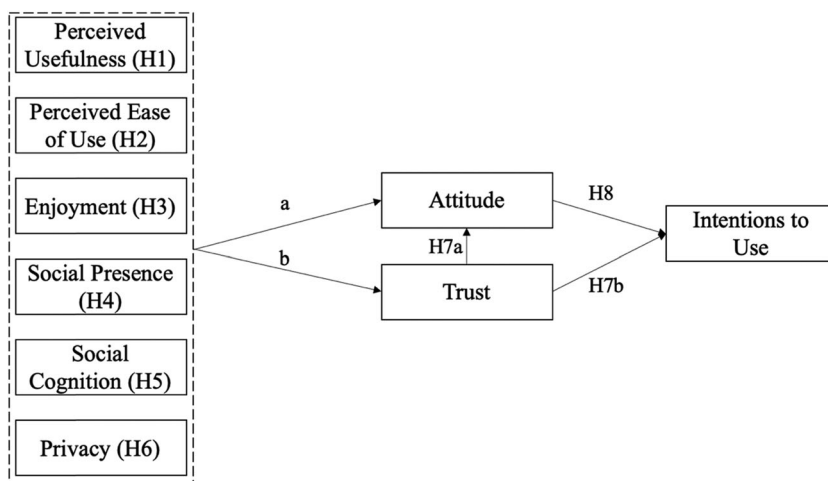 Perceived
Usefulness (H1)
Perceived Ease
of Use (H2)
Enjoyment (H3)
Social Presence
(H4)
Social
Cognition (H5)
Privacy (H6)
a
b
Attitude
H7a
Trust
H8
H7b
Intentions to
Use